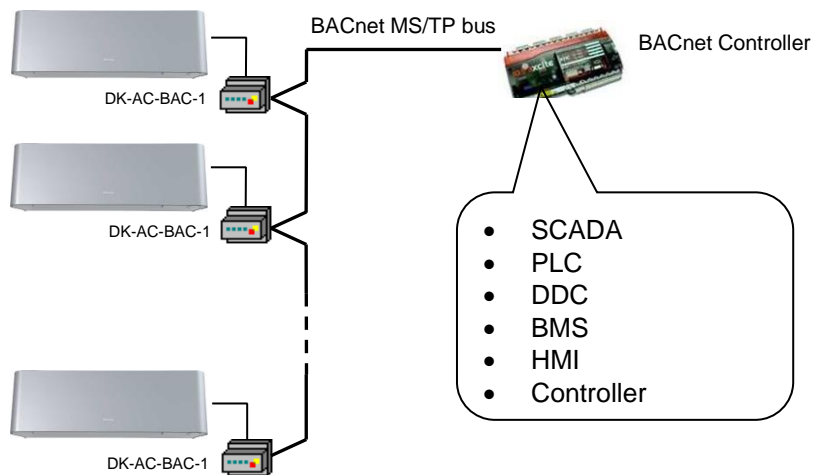 BACnet MS/TP bus
BACnet Controller
DK-AC-BAC-1
DK-AC-BAC-1
• SCADA
• PLC
• DDC
• BMS
• HMI
• Controller
DK-AC-BAC-1